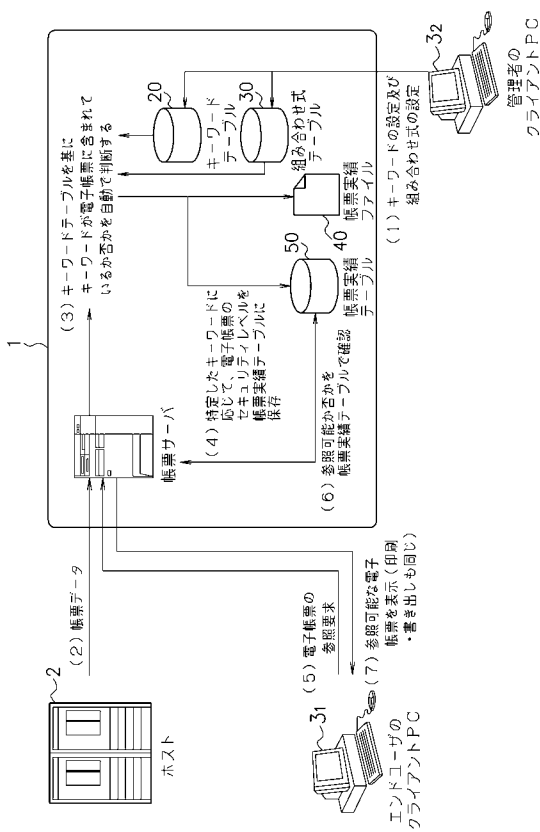 1
2
ホスト
(2)帳票データ
帳票サーバ
(3)キーワードテーブルを基に
キーワードが電子帳票に含まれて
いるか否かを自動で判断する
20
キーワード
テーブル
30
組み合わせ式
テーブル
(4)特定したキーワードに
応じて、電子帳票の
セキュリティレベルを
帳票実績テーブルに
保存
40
帳票実績
ファイル
50
帳票実績
テーブル
(6)参照可能か否かを
帳票実績テーブルで確認
(1)キーワードの設定及び
組み合わせ式の設定
(5)電子帳票の
参照要求
(7)参照可能な電子
帳票を表示(印刷
・書き出しも同じ)
31
エンドユーザの
クライアントPC
32
管理者の
クライアントPC